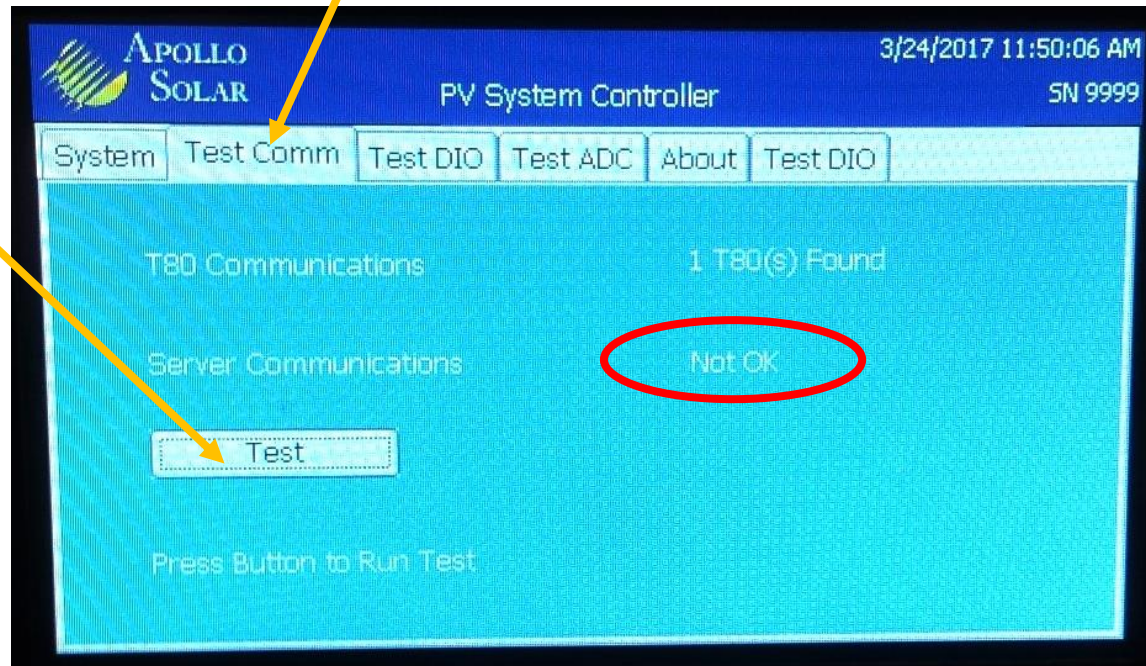 APOLLO
SOLAR
3/24/2017 11:50:06 AM
PV System Controller
SN 9999
System Test Comm Test DIO Test ADC About Test DIO
T80 Communications 1 T80(s) Found
Server Communications Not OK
Test
Press Button to Run Test